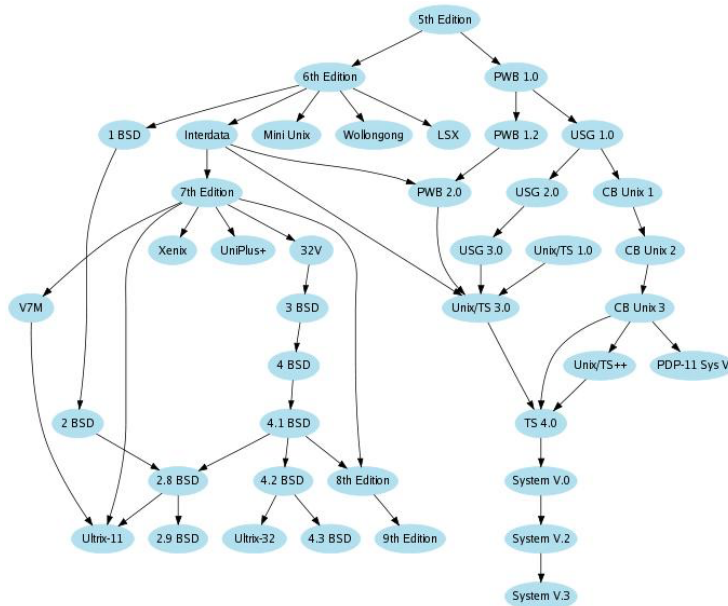 5th Edition
6th Edition
PWB 1.0
1 BSD
Interdata
Mini Unix
Wollongong
LSX
PWB 1.2
USG 1.0
7th Edition
PWB 2.0
USG 2.0
CB Unix 1
Xenix
UniPlus+
32V
USG 3.0
Unix/TS 1.0
CB Unix 2
V7M
3 BSD
Unix/TS 3.0
CB Unix 3
4 BSD
Unix/TS++
PDP-11 Sys V
2 BSD
4.1 BSD
TS 4.0
2.8 BSD
4.2 BSD
8th Edition
System V.0
Ultrix-11
2.9 BSD
Ultrix-32
4.3 BSD
9th Edition
System V.2
System V.3